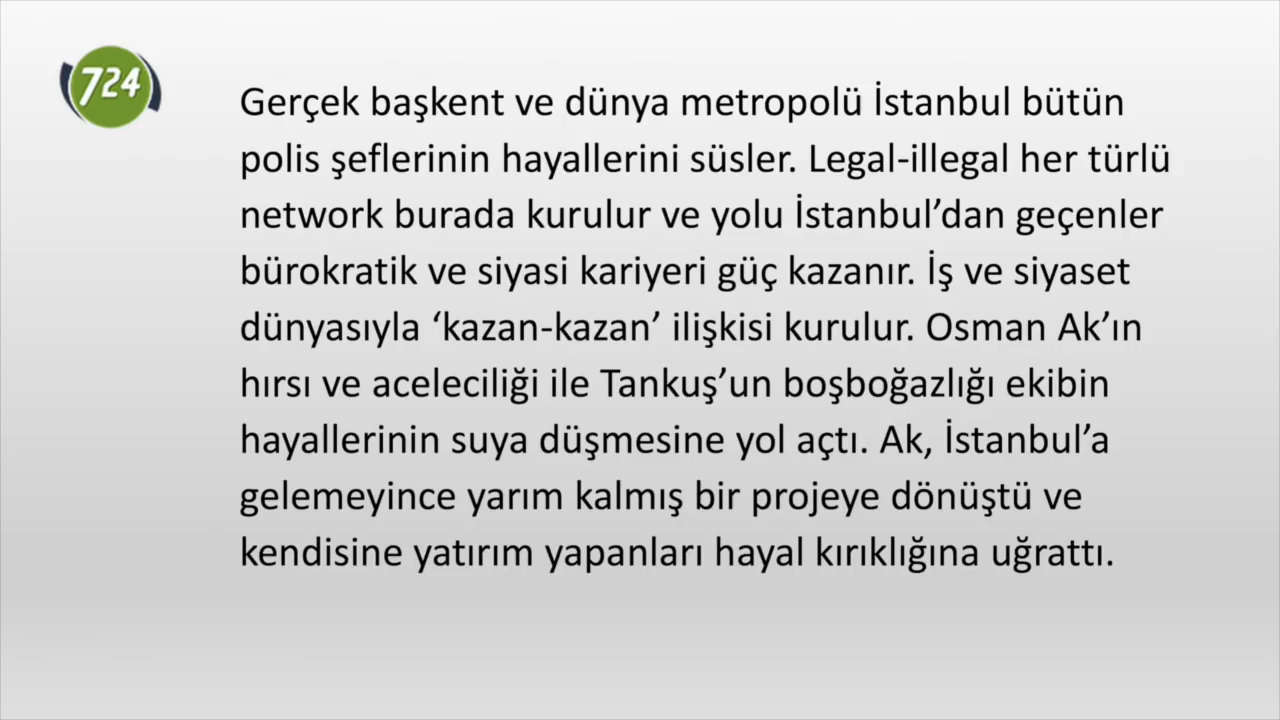 724
Gerçek başkent ve dünya metropolü İstanbul bütün
polis şeflerinin hayallerini süsler. Legal-illegal her türlü
network burada kurulur ve yolu İstanbul’dan geçenler
bürokratik ve siyasi kariyeri güç kazanır. İş ve siyaset
dünyasıyla ‘kazan-kazan’ ilişkisi kurulur. Osman Ak’ın
hırsı ve aceleciliği ile Tankuş’un boşboğazlığı ekibin
hayallerinin suya düşmesine yol açtı. Ak, İstanbul’a
gelemeyince yarım kalmış bir projeye dönüştü ve
kendisine yatırım yapanları hayal kırıklığına uğrattı.